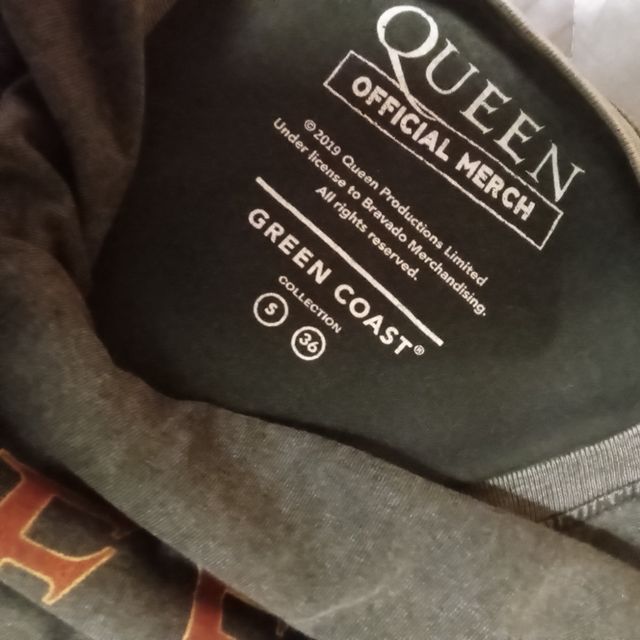 QUEEN
OFFICIAL MERCH
© 2019 Queen Productions Limited
Under license to Bravado Merchandising.
All rights reserved.
GREEN COAST®
COLLECTION
S 36